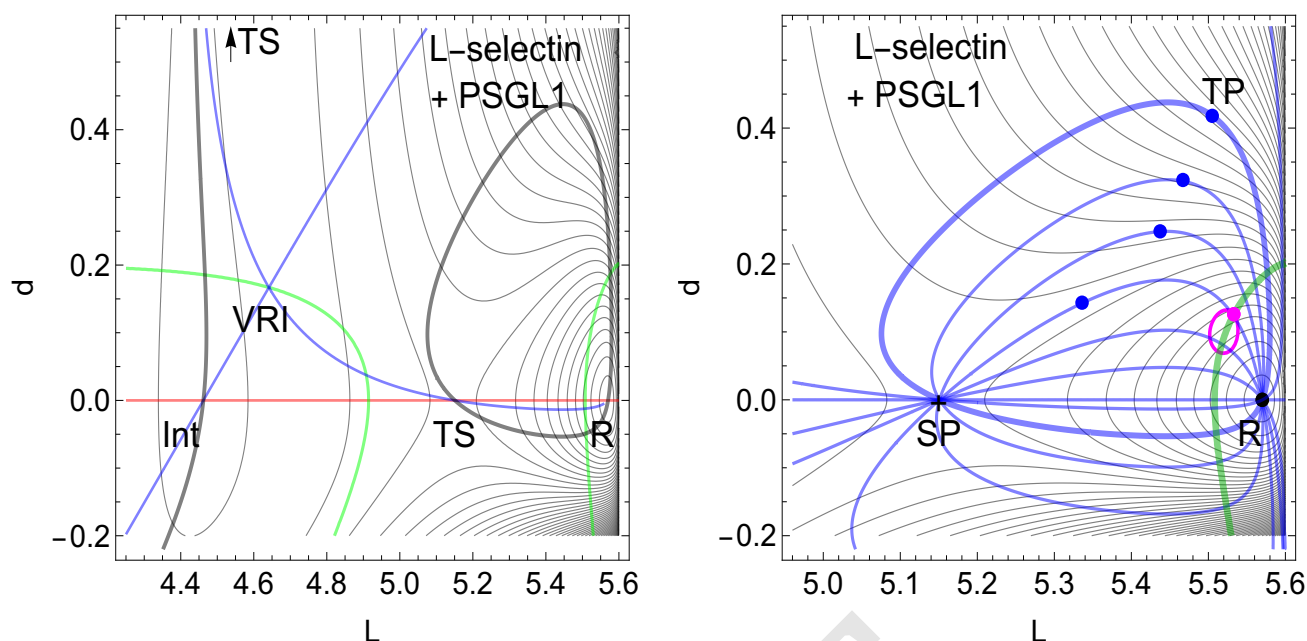 TS
L−selectin
+ PSGL1
VRI
Int
TS
R
0.4
0.2
0.0
−0.2
d
4.4 4.6 4.8 5.0 5.2 5.4 5.6
L
L−selectin
+ PSGL1
TP
SP
R
0.4
0.2
0.0
−0.2
d
5.0 5.1 5.2 5.3 5.4 5.5 5.6
L